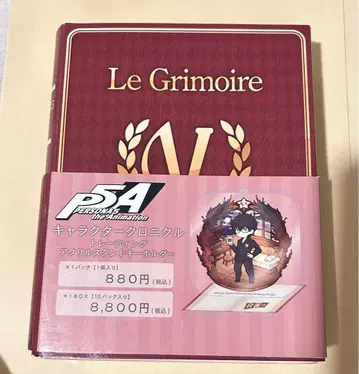 Le Grimoire
N
P5A
PERSONA5
the Animation
キャラクタークロニクル
トレーディング
アクリルスタンドキーホルダー
*1パック【1個入り】
880円(税込)
*1BOX【10パック入り】
8,800円(税込)